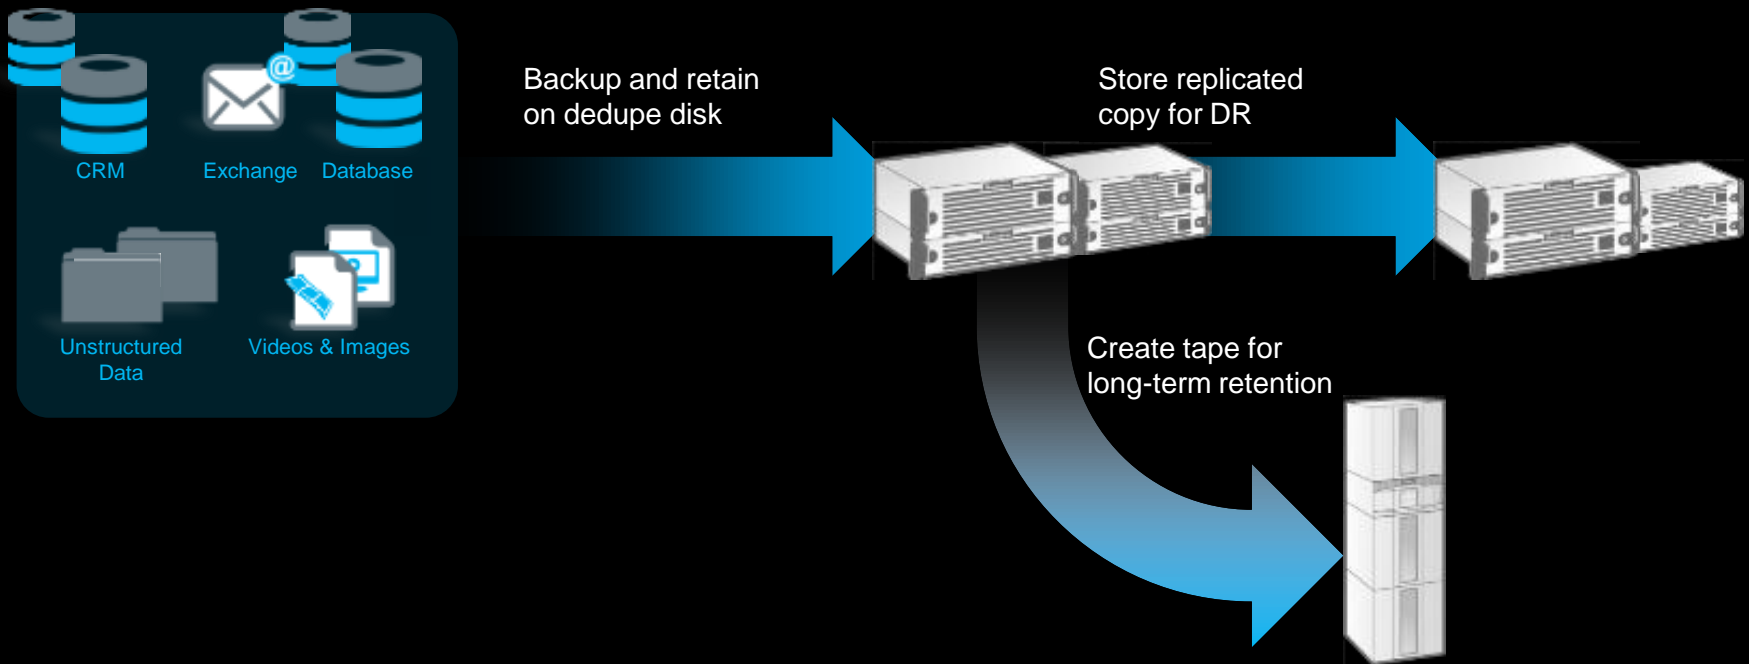 CRM
Exchange
Database
@
Unstructured
Data
Videos & Images
Backup and retain
on dedupe disk
Store replicated
copy for DR
Create tape for
long-term retention